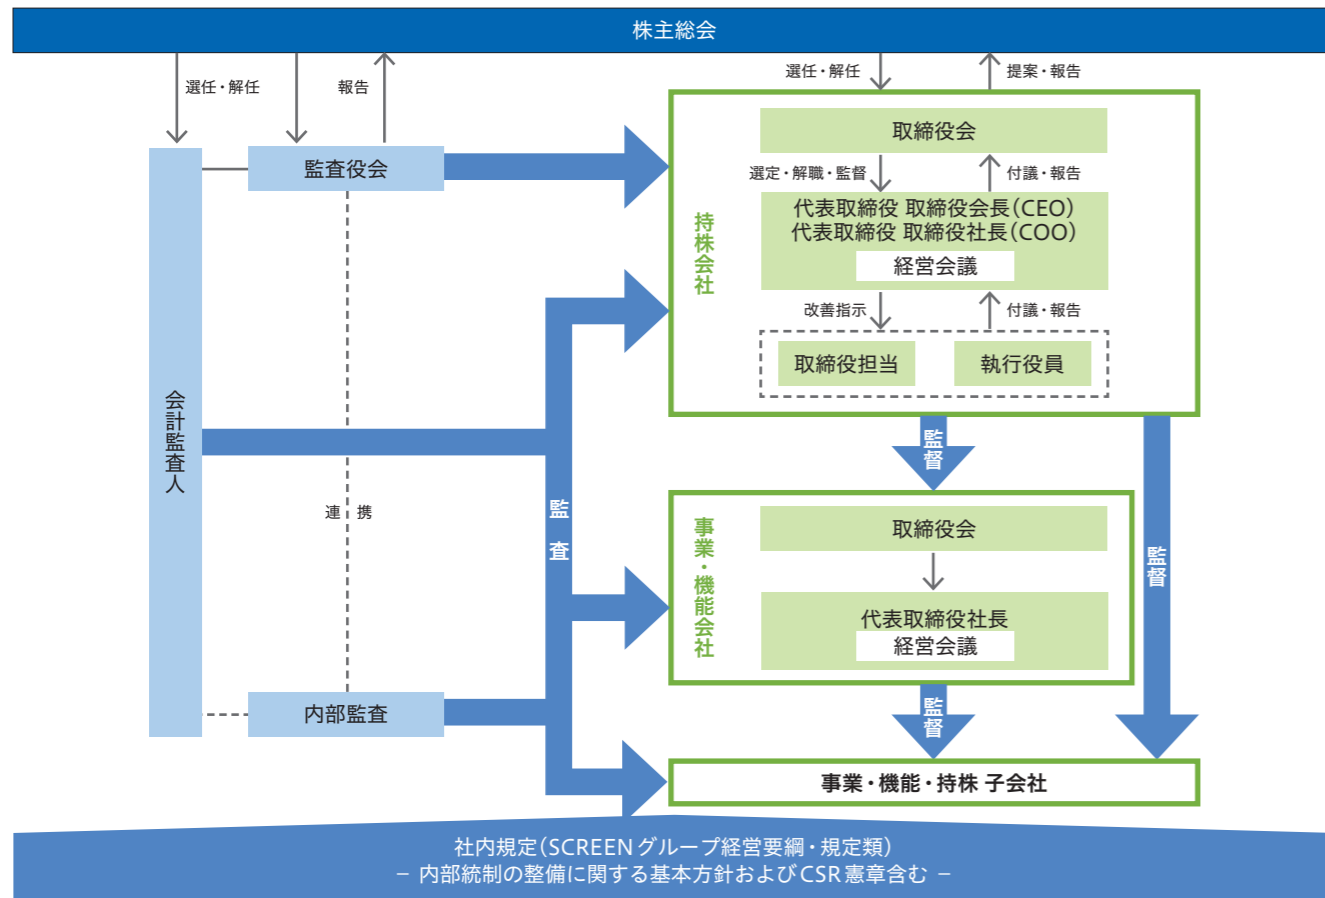 株主総会
選任・解任
報告
選任・解任
提案・報告
監査役会
会計監査人
連携
内部監査
監査
持株会社
取締役会
選定・解職・監督
付議・報告
代表取締役 取締役会長(CEO)
代表取締役 取締役社長(COO)
経営会議
改善指示
付議・報告
取締役担当
執行役員
監督
監督
事業・機能会社
取締役会
代表取締役社長
経営会議
監督
事業・機能・持株 子会社
社内規定(SCREENグループ経営要綱・規定類)
− 内部統制の整備に関する基本方針およびCSR憲章含む −